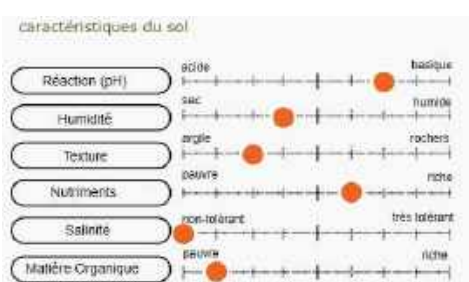 caractéristiques du sol
acide basique
Réaction (pH)
sec humide
Humidité
argile rochers
Texture
pauvre riche
Nutriments
non-tolérant très tolérant
Salinité
pauvre riche
Matière Organique